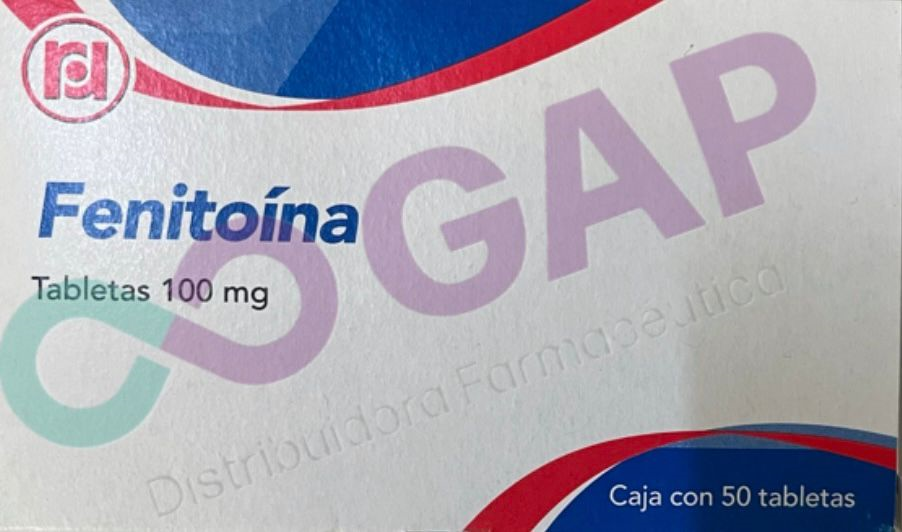 Fenitoína
GAP
Tabletas 100 mg
Distribuidora Farmacéutica
Caja con 50 tabletas